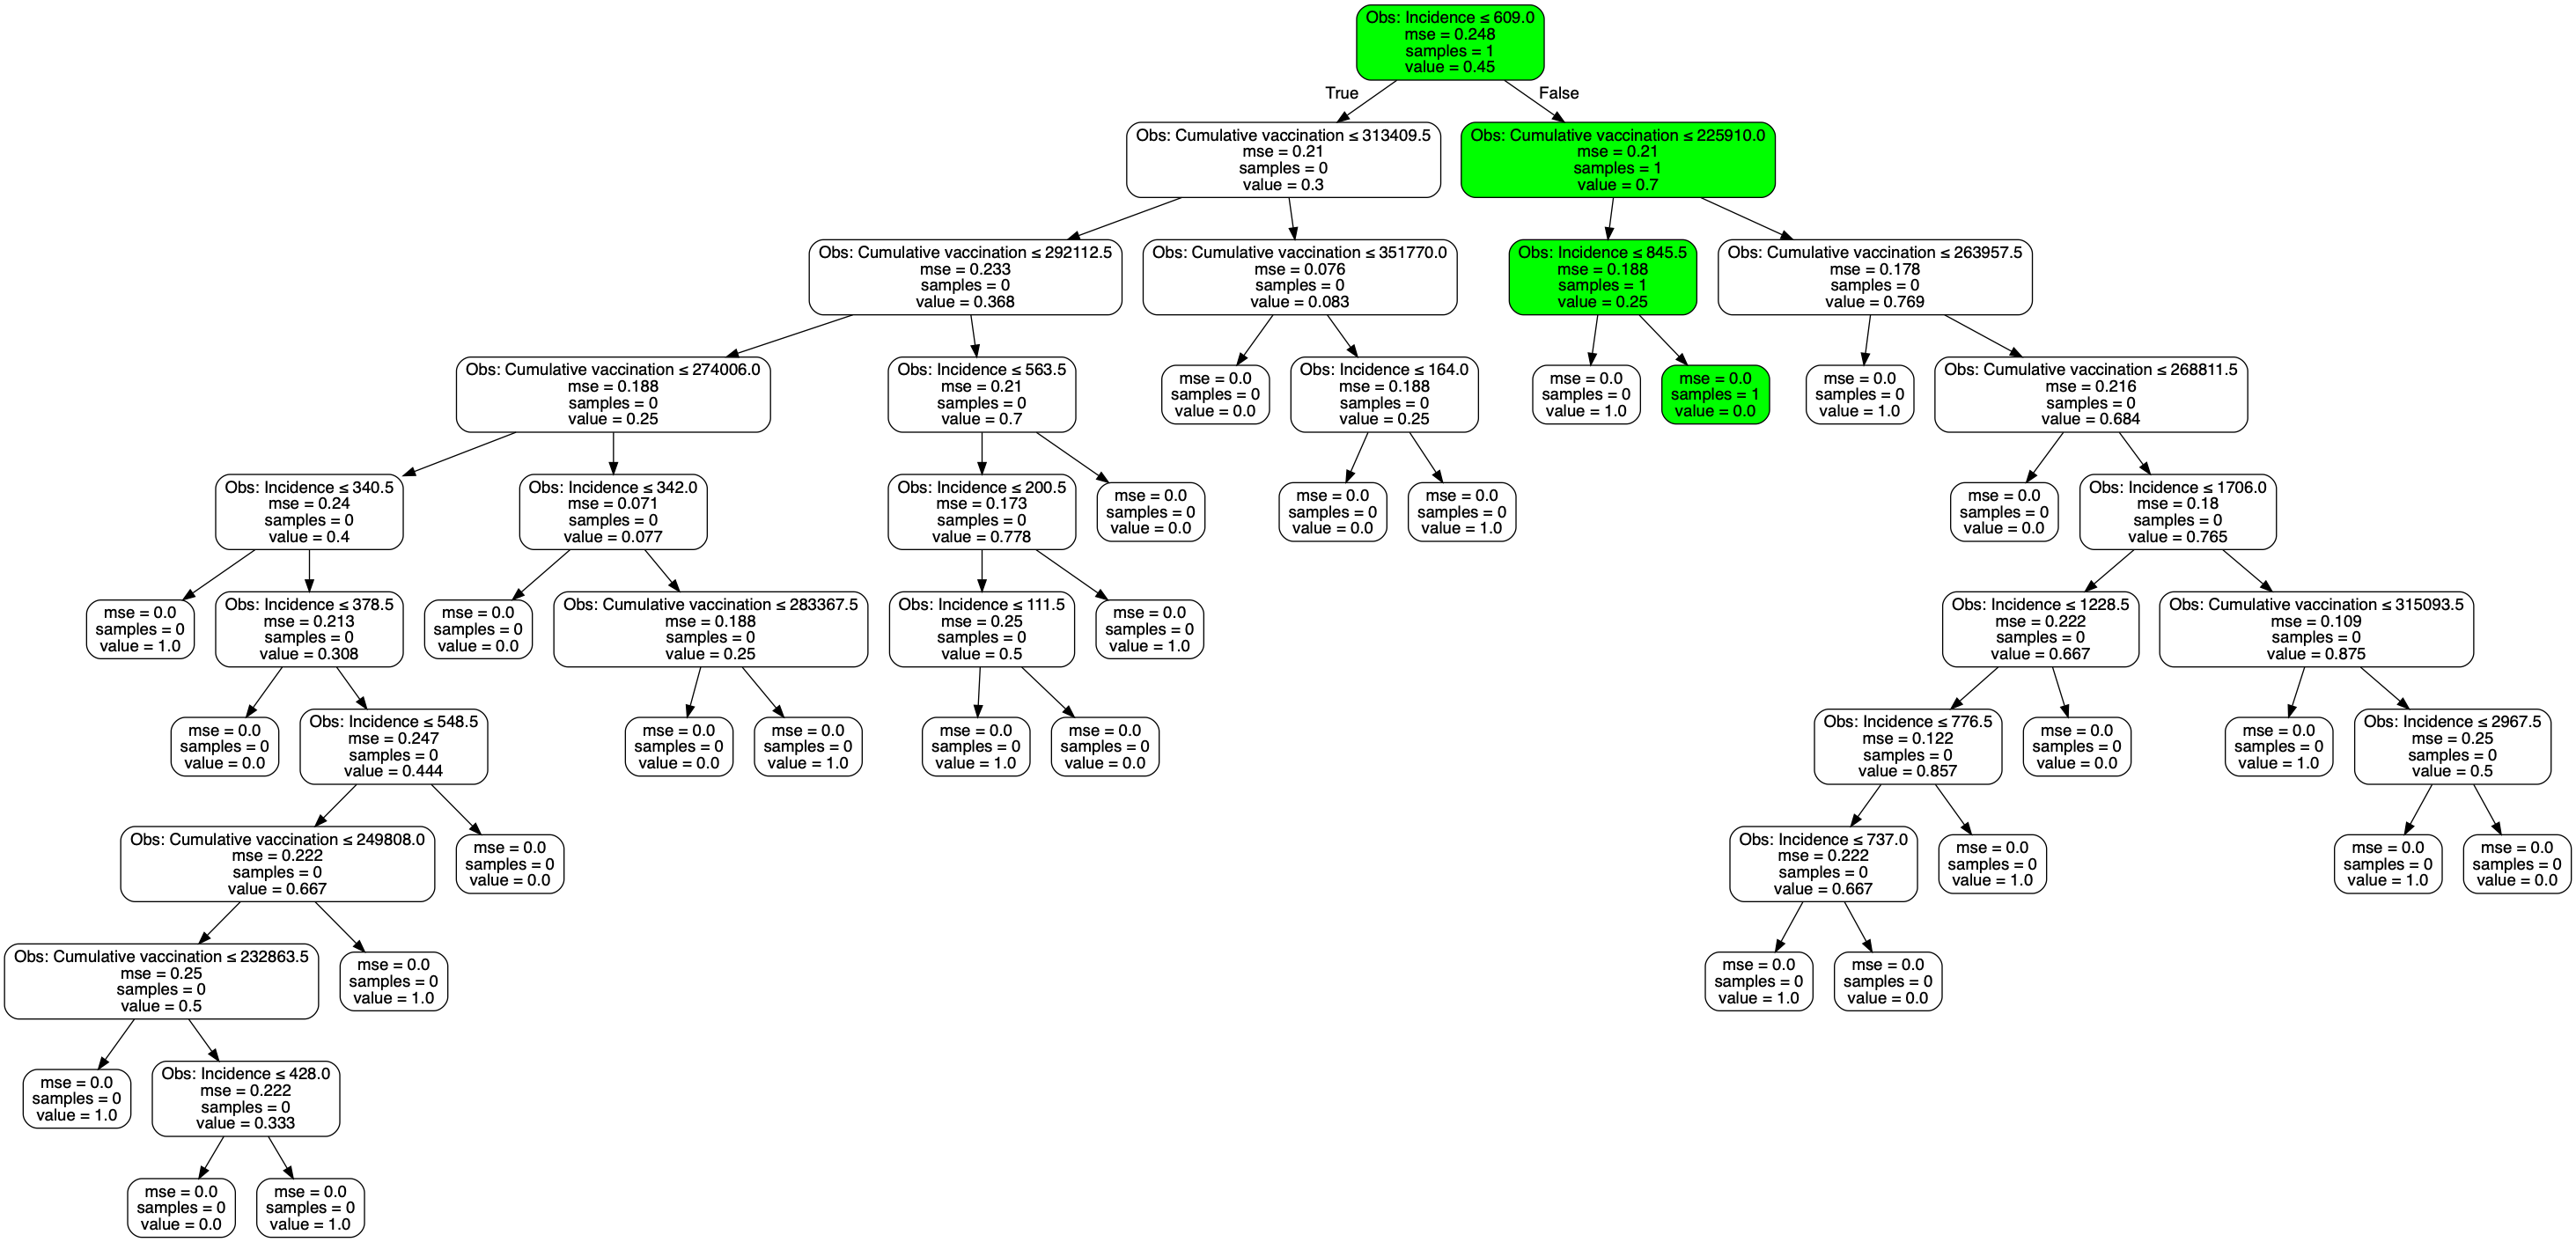 Obs: Incidence ≤ 609.0
mse = 0.248
samples = 1
value = 0.45
True
False
Obs: Cumulative vaccination ≤ 313409.5
mse = 0.21
samples = 0
value = 0.3
Obs: Cumulative vaccination ≤ 225910.0
mse = 0.21
samples = 1
value = 0.7
Obs: Cumulative vaccination ≤ 292112.5
mse = 0.233
samples = 0
value = 0.368
Obs: Cumulative vaccination ≤ 351770.0
mse = 0.076
samples = 0
value = 0.083
Obs: Incidence ≤ 845.5
mse = 0.188
samples = 1
value = 0.25
Obs: Cumulative vaccination ≤ 263957.5
mse = 0.178
samples = 0
value = 0.769
Obs: Cumulative vaccination ≤ 274006.0
mse = 0.188
samples = 0
value = 0.25
Obs: Incidence ≤ 563.5
mse = 0.21
samples = 0
value = 0.7
mse = 0.0
samples = 0
value = 0.0
Obs: Incidence ≤ 164.0
mse = 0.188
samples = 0
value = 0.25
mse = 0.0
samples = 0
value = 1.0
mse = 0.0
samples = 1
value = 0.0
mse = 0.0
samples = 0
value = 1.0
Obs: Cumulative vaccination ≤ 268811.5
mse = 0.216
samples = 0
value = 0.684
Obs: Incidence ≤ 340.5
mse = 0.24
samples = 0
value = 0.4
Obs: Incidence ≤ 342.0
mse = 0.071
samples = 0
value = 0.077
Obs: Incidence ≤ 200.5
mse = 0.173
samples = 0
value = 0.778
mse = 0.0
samples = 0
value = 0.0
mse = 0.0
samples = 0
value = 0.0
mse = 0.0
samples = 0
value = 1.0
mse = 0.0
samples = 0
value = 0.0
Obs: Incidence ≤ 1706.0
mse = 0.18
samples = 0
value = 0.765
mse = 0.0
samples = 0
value = 1.0
Obs: Incidence ≤ 378.5
mse = 0.213
samples = 0
value = 0.308
mse = 0.0
samples = 0
value = 0.0
Obs: Cumulative vaccination ≤ 283367.5
mse = 0.188
samples = 0
value = 0.25
Obs: Incidence ≤ 111.5
mse = 0.25
samples = 0
value = 0.5
mse = 0.0
samples = 0
value = 1.0
Obs: Incidence ≤ 1228.5
mse = 0.222
samples = 0
value = 0.667
Obs: Cumulative vaccination ≤ 315093.5
mse = 0.109
samples = 0
value = 0.875
mse = 0.0
samples = 0
value = 0.0
Obs: Incidence ≤ 548.5
mse = 0.247
samples = 0
value = 0.444
mse = 0.0
samples = 0
value = 0.0
mse = 0.0
samples = 0
value = 1.0
mse = 0.0
samples = 0
value = 1.0
mse = 0.0
samples = 0
value = 0.0
Obs: Incidence ≤ 776.5
mse = 0.122
samples = 0
value = 0.857
mse = 0.0
samples = 0
value = 0.0
mse = 0.0
samples = 0
value = 1.0
Obs: Incidence ≤ 2967.5
mse = 0.25
samples = 0
value = 0.5
Obs: Cumulative vaccination ≤ 249808.0
mse = 0.222
samples = 0
value = 0.667
mse = 0.0
samples = 0
value = 0.0
Obs: Incidence ≤ 737.0
mse = 0.222
samples = 0
value = 0.667
mse = 0.0
samples = 0
value = 1.0
mse = 0.0
samples = 0
value = 1.0
mse = 0.0
samples = 0
value = 0.0
Obs: Cumulative vaccination ≤ 232863.5
mse = 0.25
samples = 0
value = 0.5
mse = 0.0
samples = 0
value = 1.0
mse = 0.0
samples = 0
value = 1.0
mse = 0.0
samples = 0
value = 0.0
mse = 0.0
samples = 0
value = 1.0
Obs: Incidence ≤ 428.0
mse = 0.222
samples = 0
value = 0.333
mse = 0.0
samples = 0
value = 0.0
mse = 0.0
samples = 0
value = 1.0